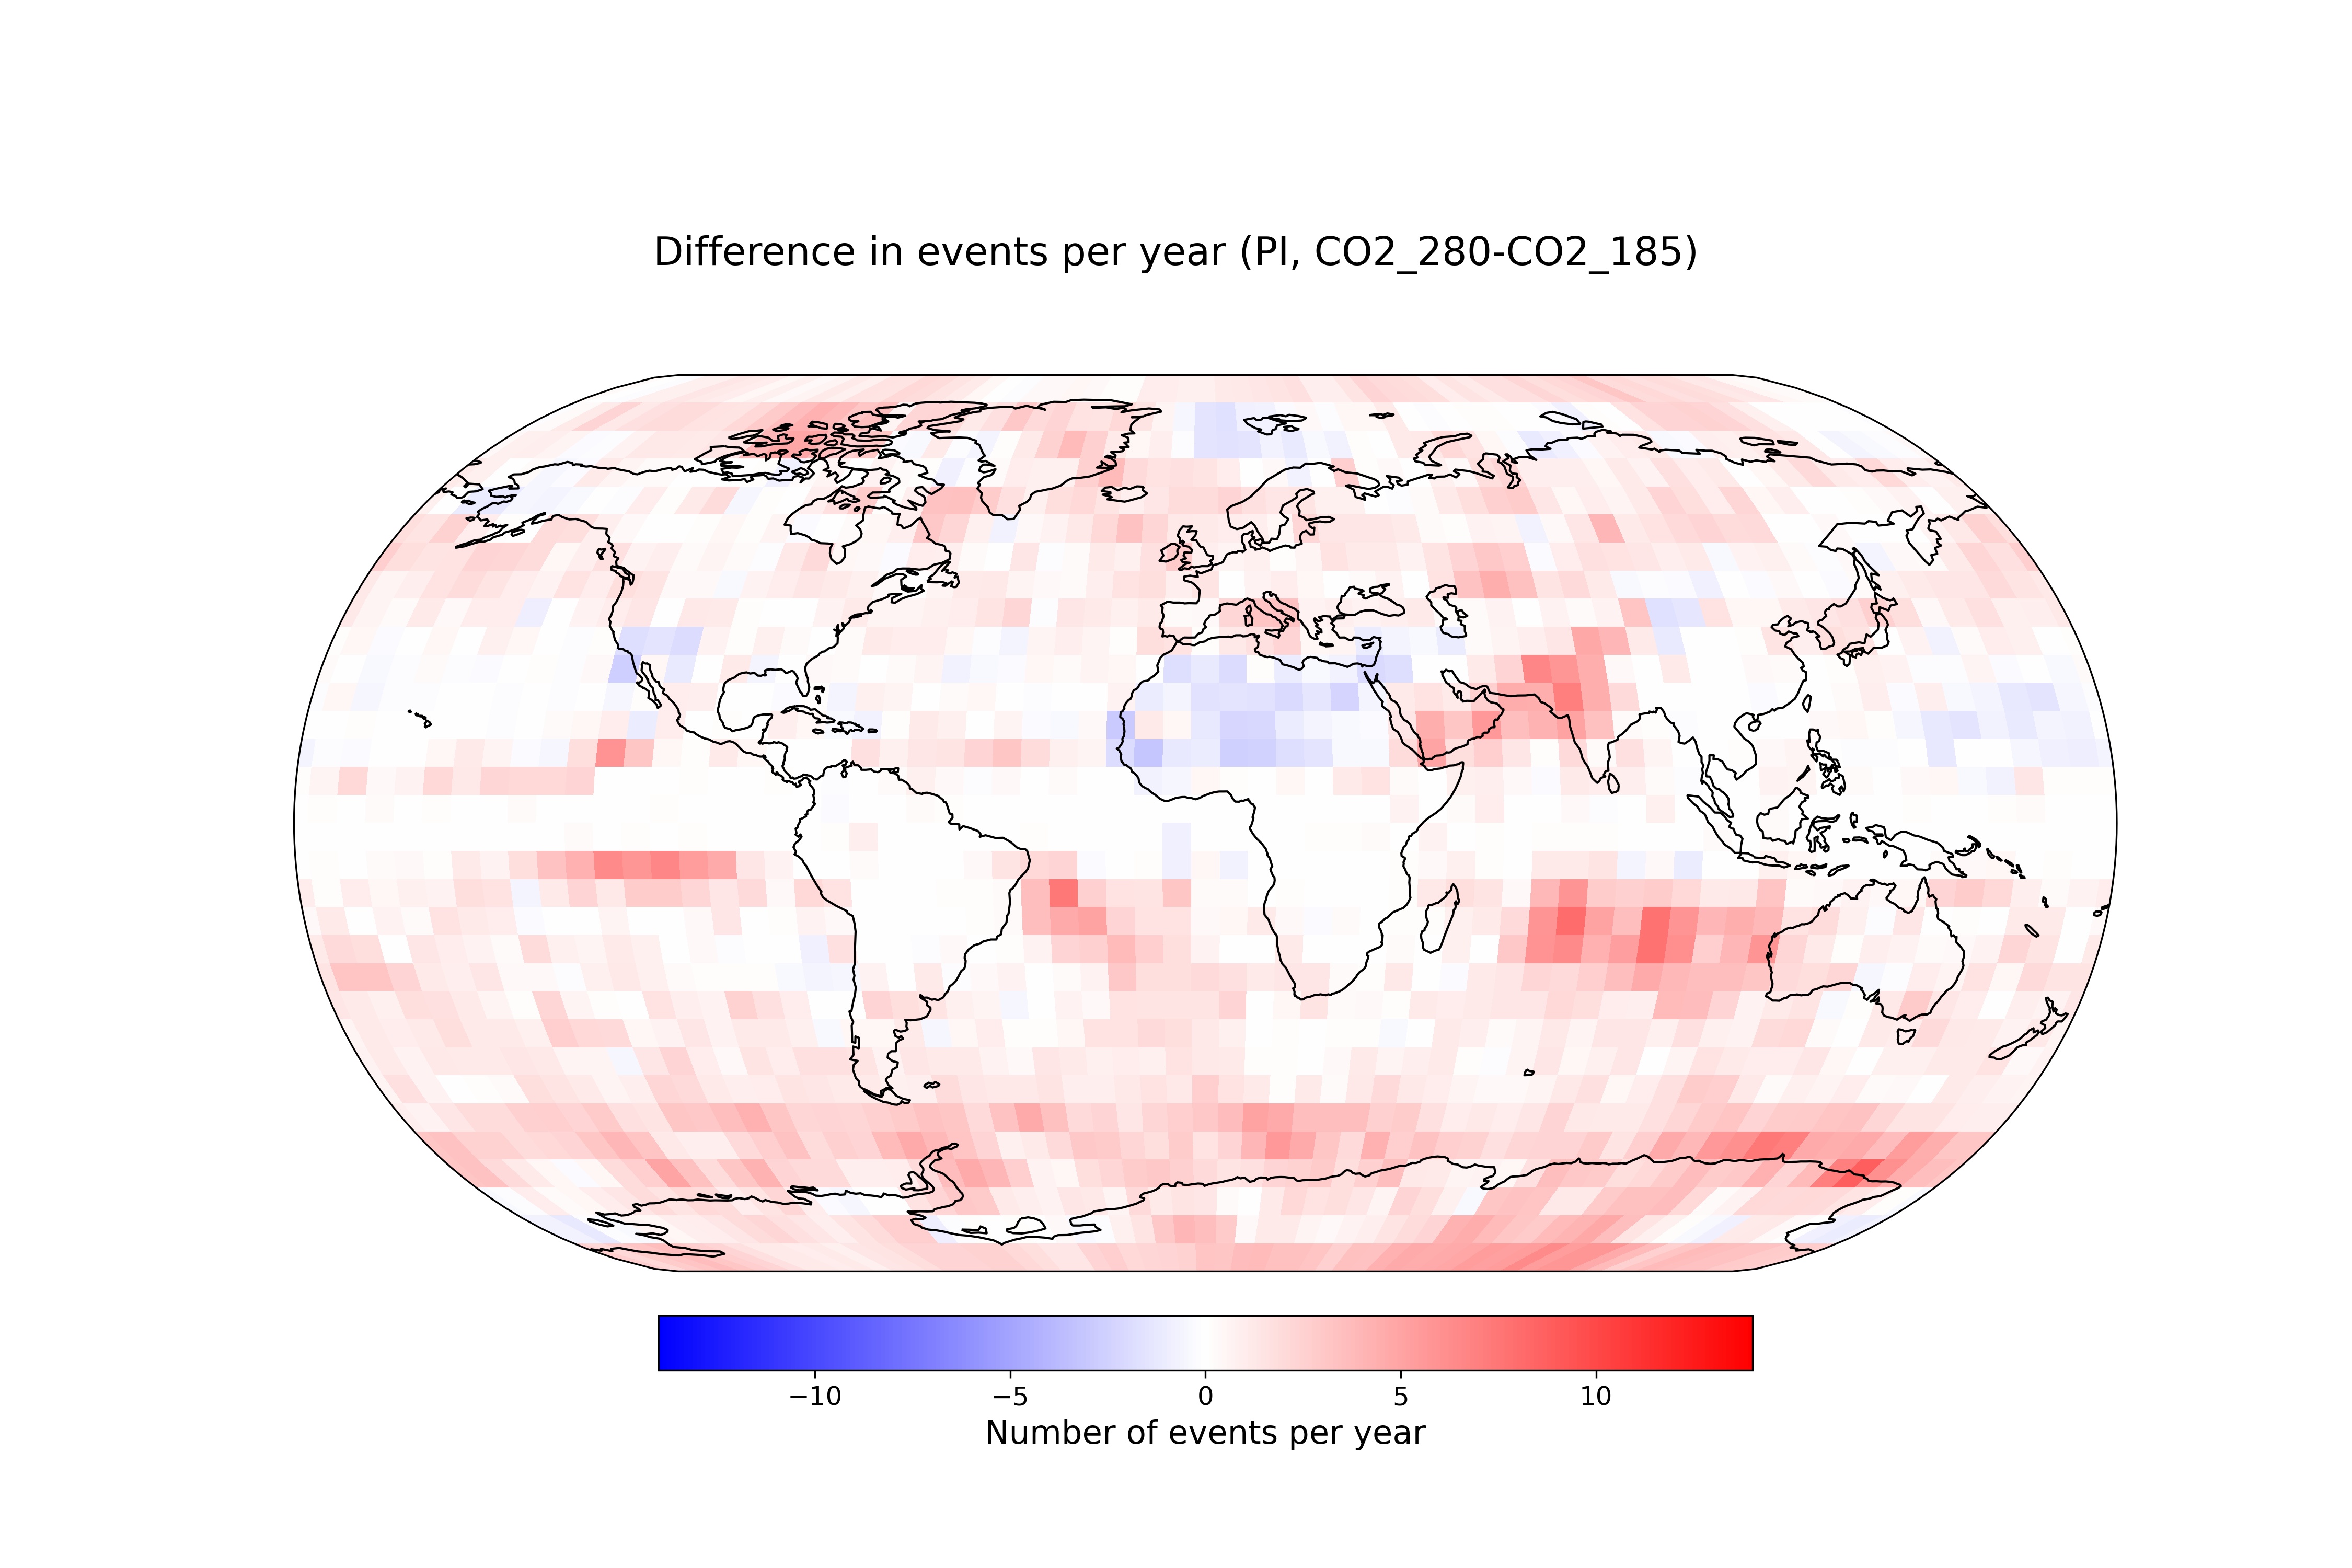 Difference in events per year (PI, CO2_280-CO2_185)
−10 −5 0 5 10
Number of events per year